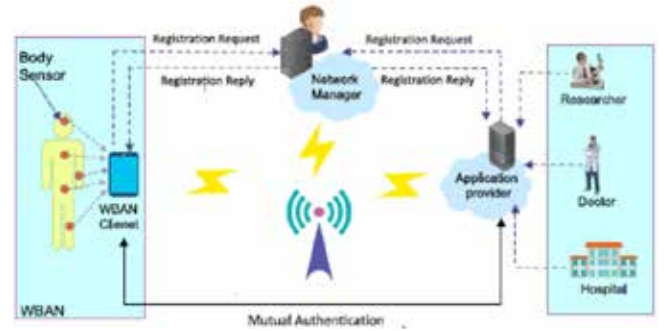 Registration Request
Registration Request
Body
Sensor
Registration Reply
Network
Manager
Registration Reply
Researcher
Application
provider
WBAN
Clienet
Doctor
Hospital
WBAN
Mutual Authentication